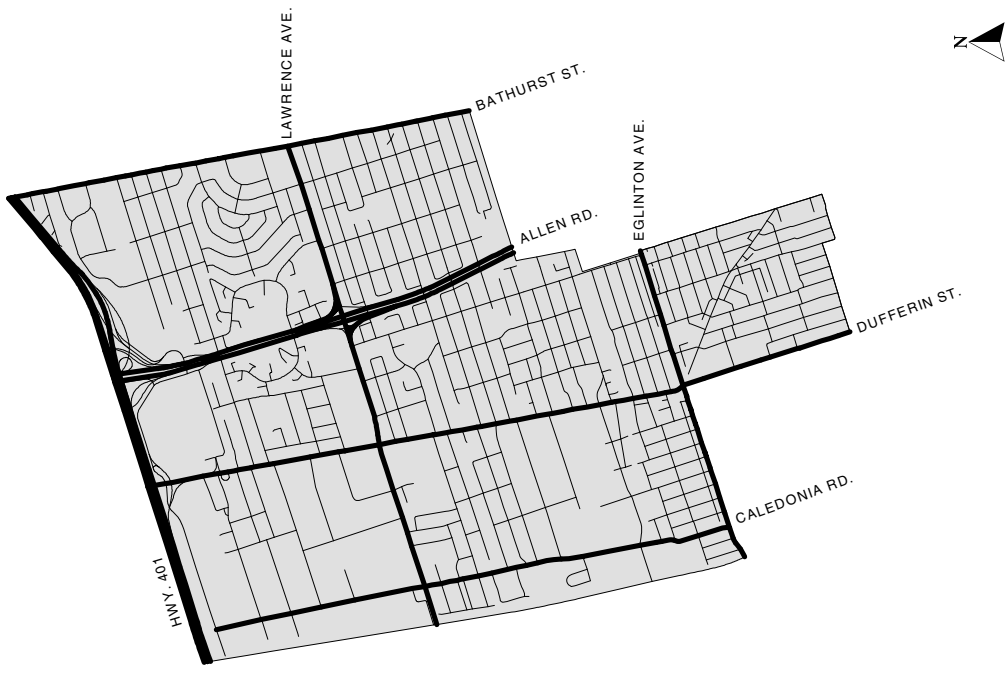 LAWRENCE AVE.
BATHURST ST.
N
EGLINTON AVE.
ALLEN RD.
DUFFERIN ST.
CALEDONIA RD.
HWY. 401